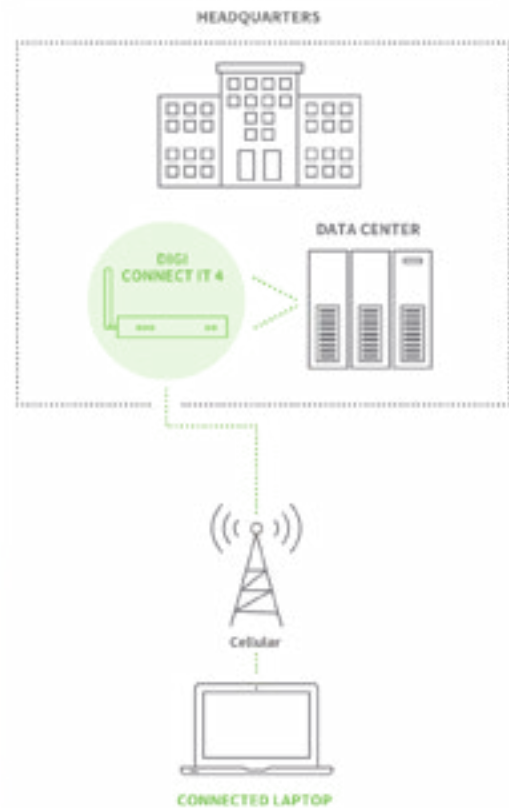 HEADQUARTERS
DATA CENTER
DIGI
CONNECT IT 4
Cellular
CONNECTED LAPTOP